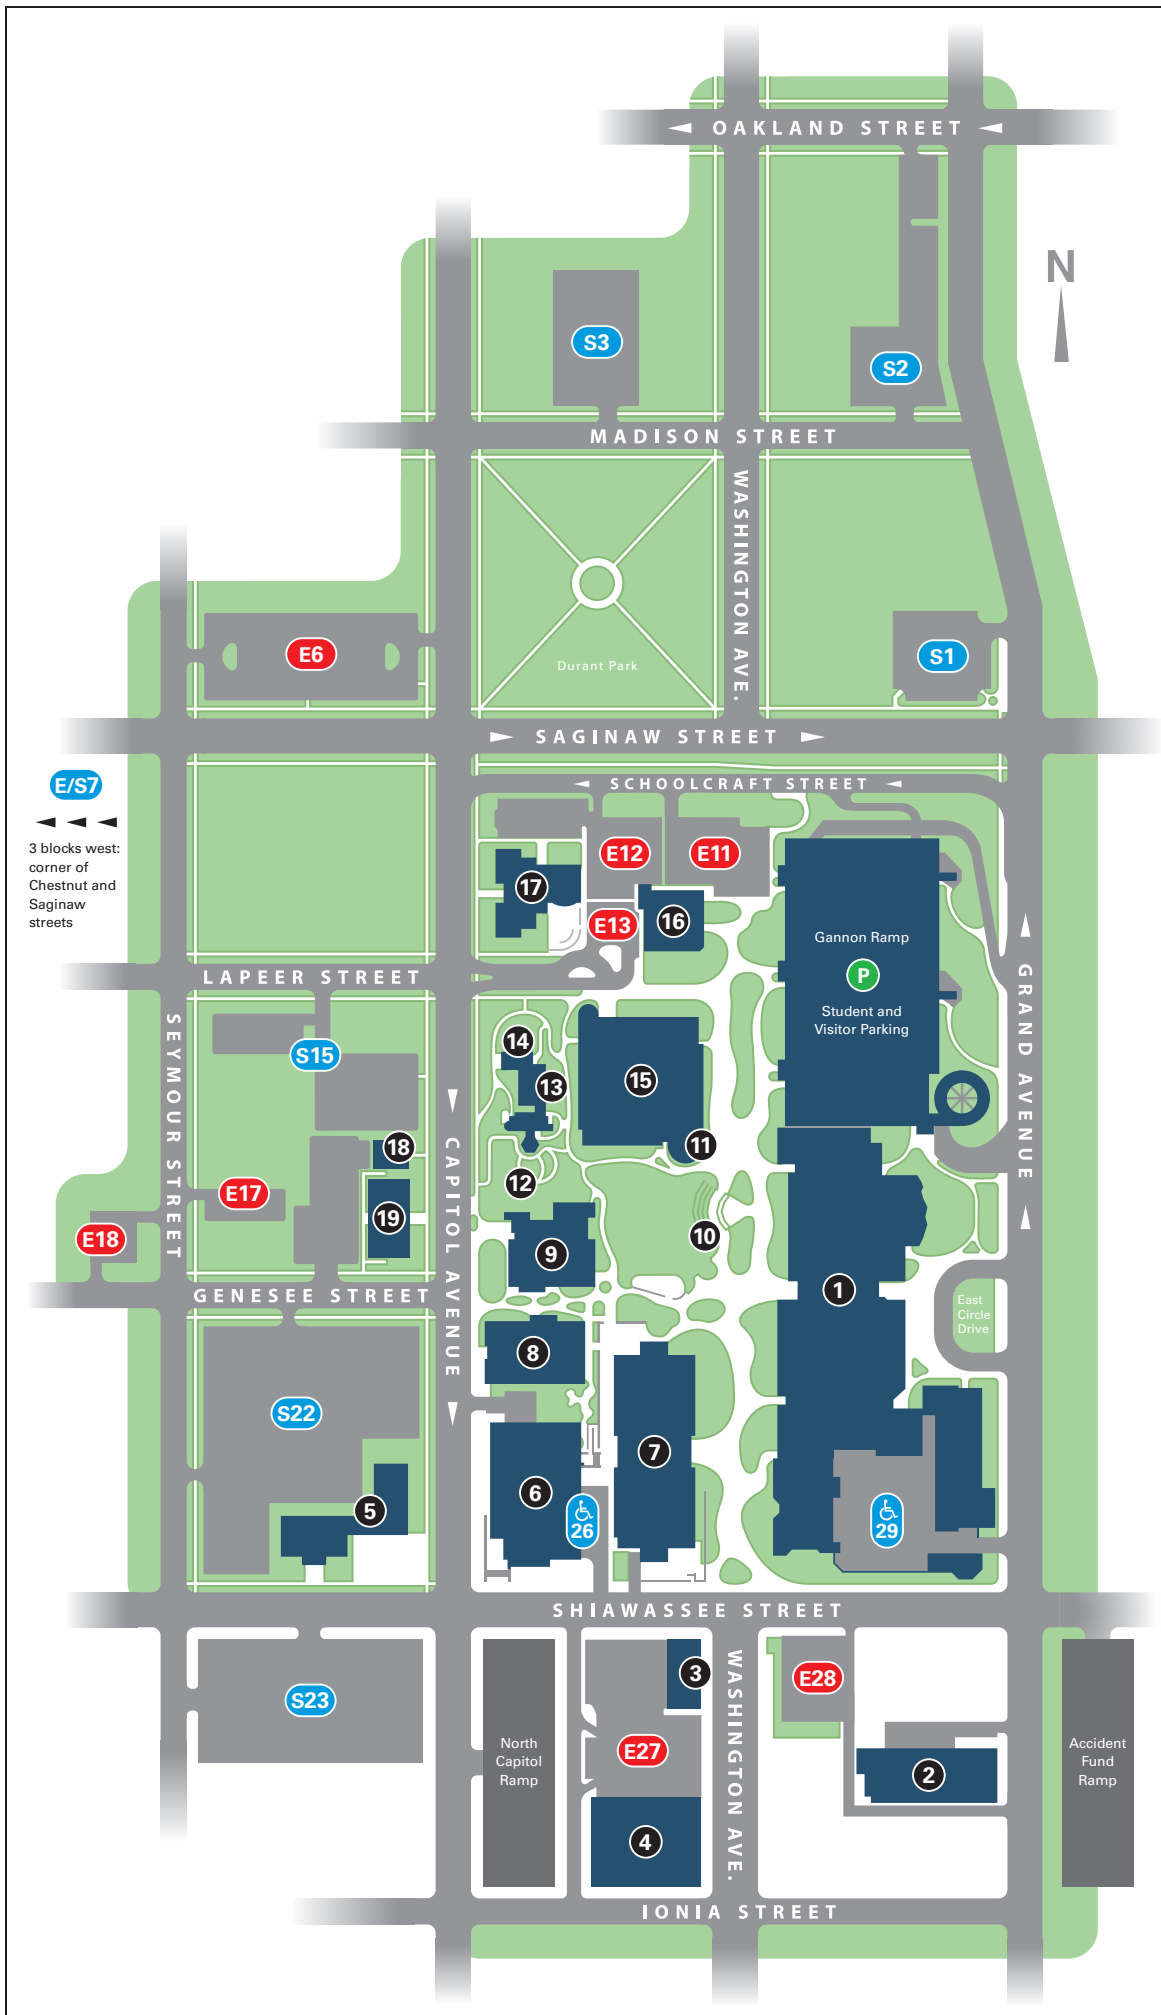 OAKLAND STREET
N
S3
S2
MADISON STREET
WASHINGTON AVE.
E6
Durant Park
S1
SAGINAW STREET
E/S7
3 blocks west:
corner of
Chestnut and
Saginaw
streets
SCHOOLCRAFT STREET
E12
E11
17
E13
16
Gannon Ramp
P
Student and
Visitor Parking
LAPEER STREET
GRAND AVENUE
SEYMOUR STREET
S15
14
13
15
CAPITOL AVENUE
18
11
12
E17
19
E18
10
9
1
GENESEE STREET
East
Circle
Drive
8
S22
7
6
5
26
29
SHIAWASSEE STREET
WASHINGTON AVE.
3
E28
S23
North
Capitol
Ramp
E27
2
Accident
Fund
Ramp
4
IONIA STREET